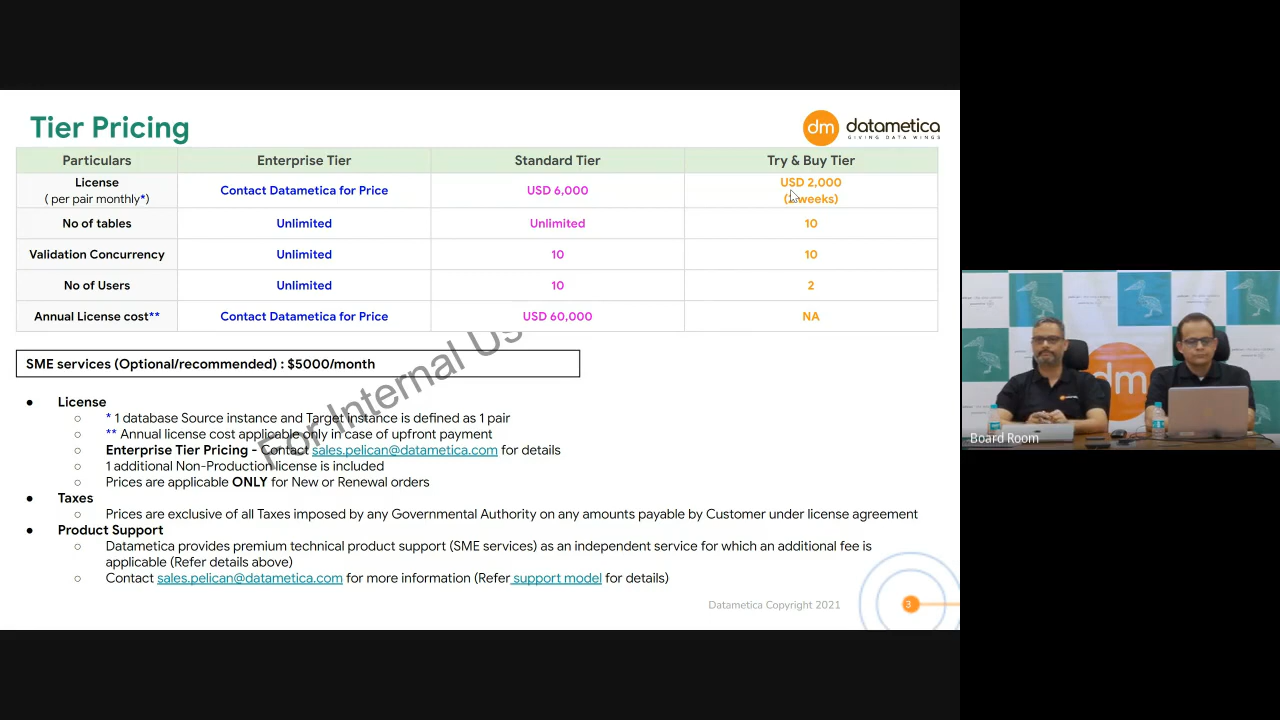 Tier Pricing
dm datametica
GIVING DATA WINGS
Particulars Enterprise Tier Standard Tier Try & Buy Tier
License
( per pair monthly*) Contact Datametica for Price USD 6,000 USD 2,000
weeks)
No of tables Unlimited Unlimited 10
Validation Concurrency Unlimited 10 10
No of Users Unlimited 10 2
Annual License cost** Contact Datametica for Price USD 60,000 NA
SME services (Optional/recommended) : $5000/month
For Internal
● License
○ * 1 database Source instance and Target instance is defined as 1 pair
○ ** Annual license cost applicable only in case of upfront payment
○ Enterprise Tier Pricing - Contact sales.pelican@datametica.com for details
○ 1 additional Non-Production license is included
○ Prices are applicable ONLY for New or Renewal orders
● Taxes
○ Prices are exclusive of all Taxes imposed by any Governmental Authority on any amounts payable by Customer under license agreement
● Product Support
○ Datametica provides premium technical product support (SME services) as an independent service for which an additional fee is
applicable (Refer details above)
○ Contact sales.pelican@datametica.com for more information (Refer support model for details)
Datametica Copyright 2021
3
dm
Board Room